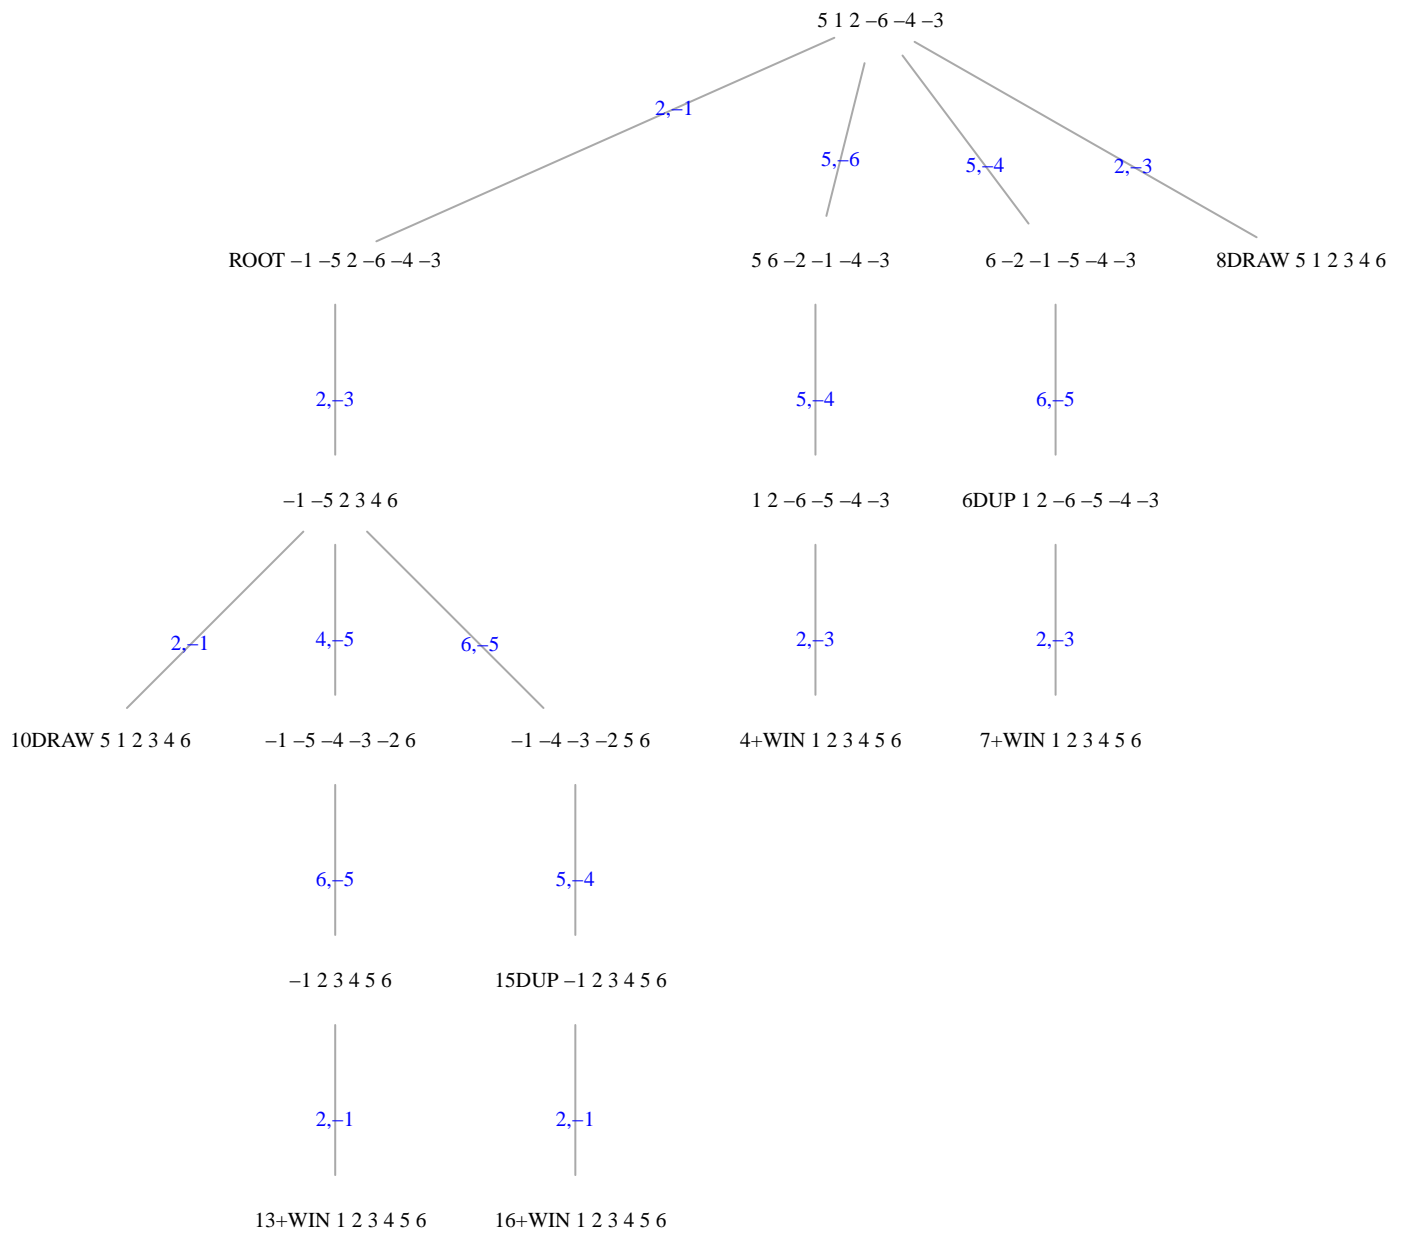 5 1 2 –6 –4 –3
2,–1
5,–6
5,–4
2,–3
ROOT –1 –5 2 –6 –4 –3
5 6 –2 –1 –4 –3
6 –2 –1 –5 –4 –3
8DRAW 5 1 2 3 4 6
2,–3
5,–4
6,–5
–1 –5 2 3 4 6
1 2 –6 –5 –4 –3
6DUP 1 2 –6 –5 –4 –3
2,–1
4,–5
6,–5
2,–3
2,–3
10DRAW 5 1 2 3 4 6
–1 –5 –4 –3 –2 6
–1 –4 –3 –2 5 6
4+WIN 1 2 3 4 5 6
7+WIN 1 2 3 4 5 6
6,–5
5,–4
–1 2 3 4 5 6
15DUP –1 2 3 4 5 6
2,–1
2,–1
13+WIN 1 2 3 4 5 6
16+WIN 1 2 3 4 5 6